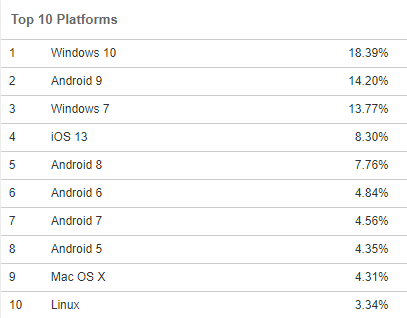 Top 10 Platforms
1 Windows 10 18.39%
2 Android 9 14.20%
3 Windows 7 13.77%
4 iOS 13 8.30%
5 Android 8 7.76%
6 Android 6 4.84%
7 Android 7 4.56%
8 Android 5 4.35%
9 Mac OS X 4.31%
10 Linux 3.34%